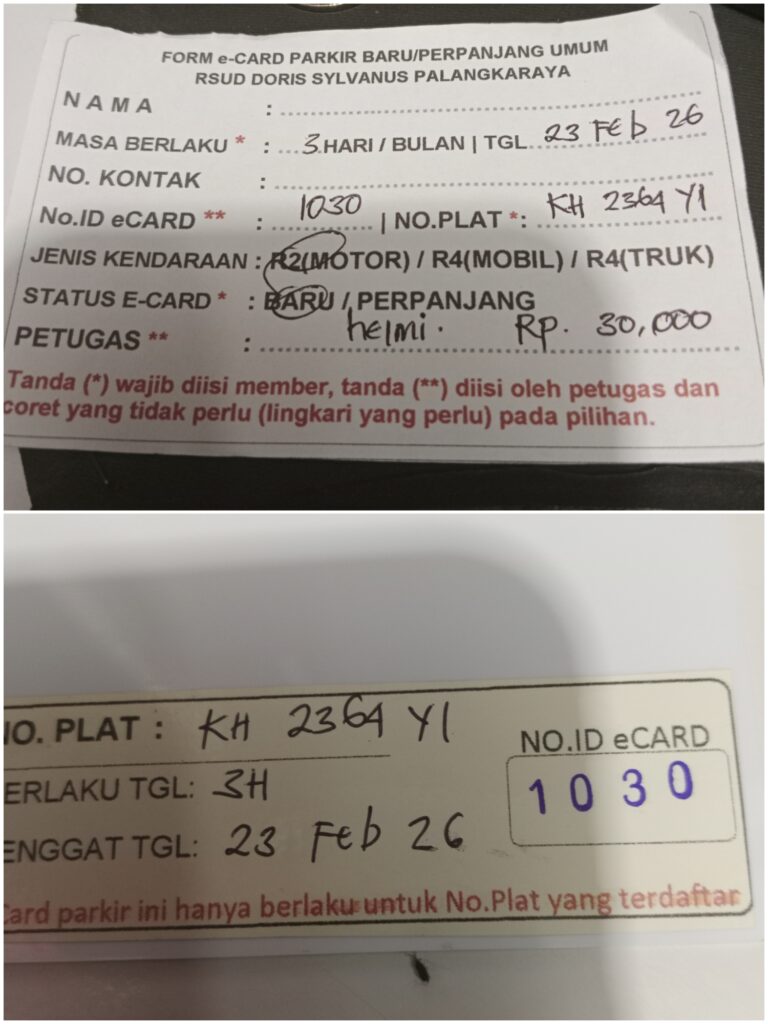 FORM e-CARD PARKIR BARU/PERPANJANG UMUM
RSUD DORIS SYLVANUS PALANGKARAYA
NAMA : ........................
MASA BERLAKU * : ...3.HARI / BULAN | TGL. 23 Feb 26
NO. KONTAK : ........................
No.ID eCARD ** : 1030 | NO.PLAT *: KH 2364 YI
JENIS KENDARAAN : R2(MOTOR) / R4(MOBIL) / R4(TRUK)
STATUS E-CARD * : BARU / PERPANJANG
PETUGAS ** : helmi. Rp. 30,000
Tanda (*) wajib diisi member, tanda (**) diisi oleh petugas dan
coret yang tidak perlu (lingkari yang perlu) pada pilihan.
NO. PLAT : KH 2364 YI
NO.ID eCARD
ERLAKU TGL: 3H
1030
ENGGAT TGL: 23 Feb 26
Card parkir ini hanya berlaku untuk No.Plat yang terdaftar